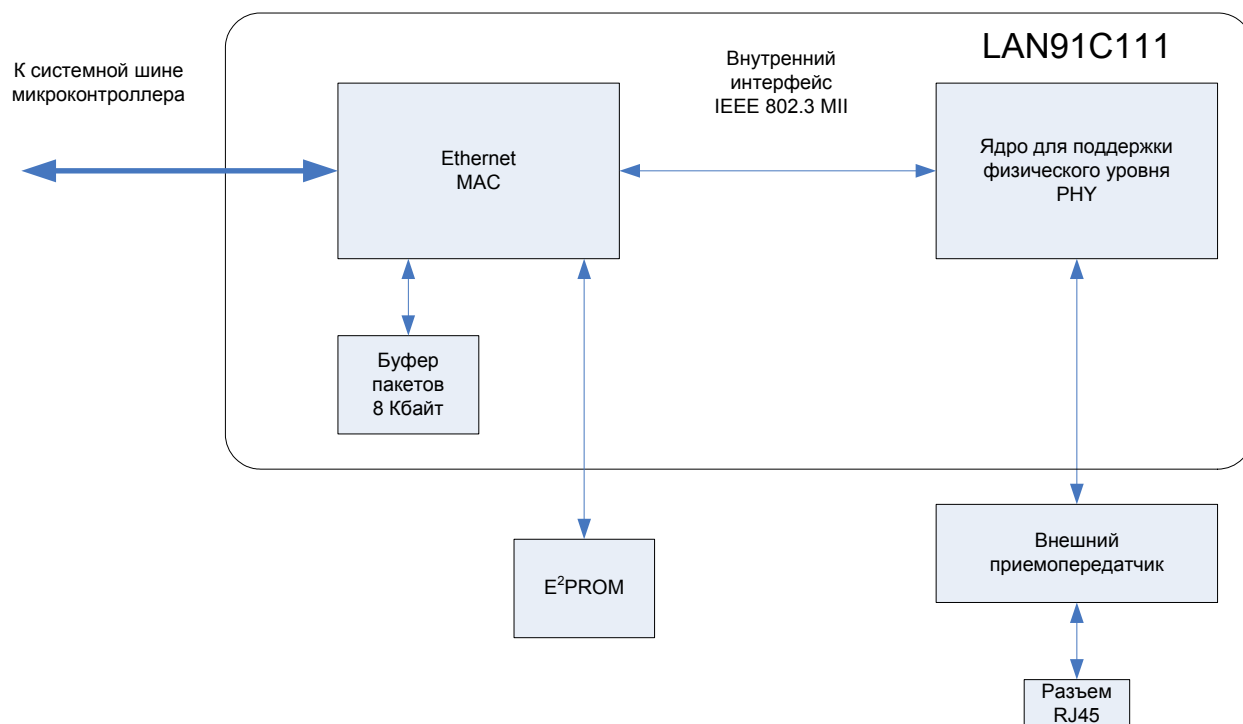 LAN91C111
К системной шине
микроконтроллера
Внутренний
интерфейс
IEEE 802.3 MII
Ethernet
MAC
Ядро для поддержки
физического уровня
PHY
Буфер
пакетов
8 Кбайт
E²PROM
Внешний
приемопередатчик
Разъем
RJ45